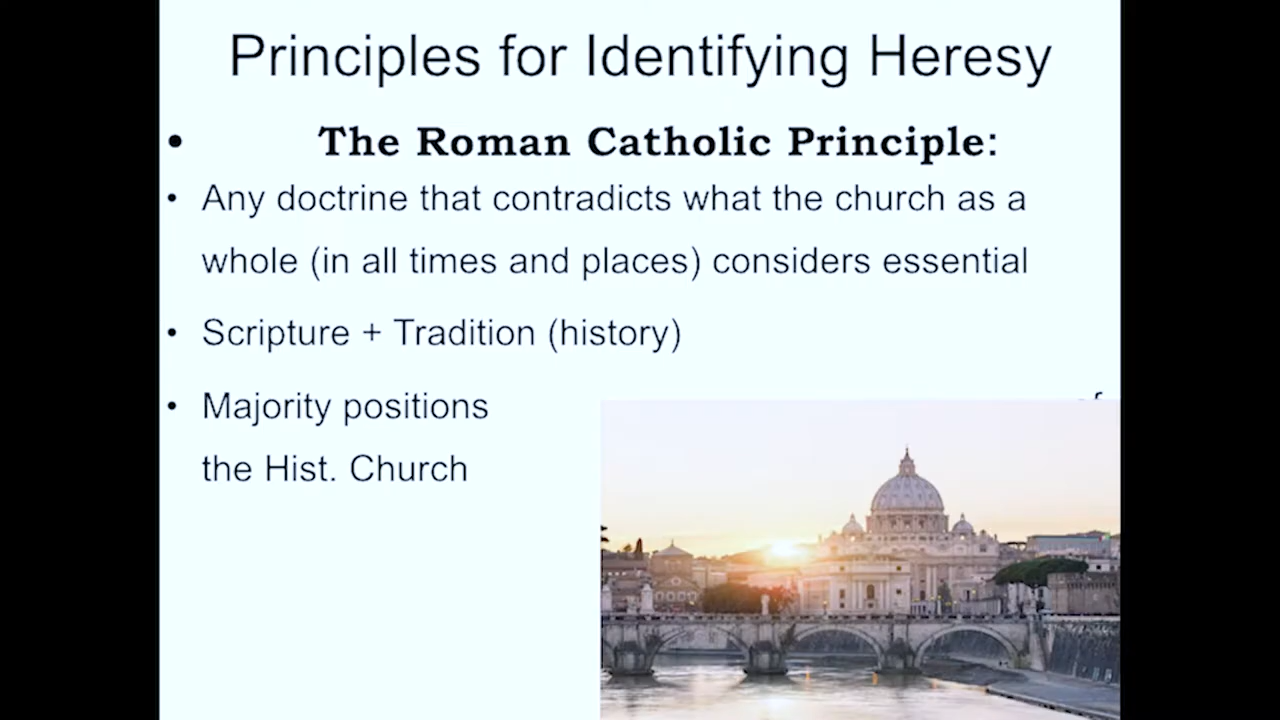 Principles for Identifying Heresy
• The Roman Catholic Principle:
• Any doctrine that contradicts what the church as a
whole (in all times and places) considers essential
• Scripture + Tradition (history)
• Majority positions
the Hist. Church